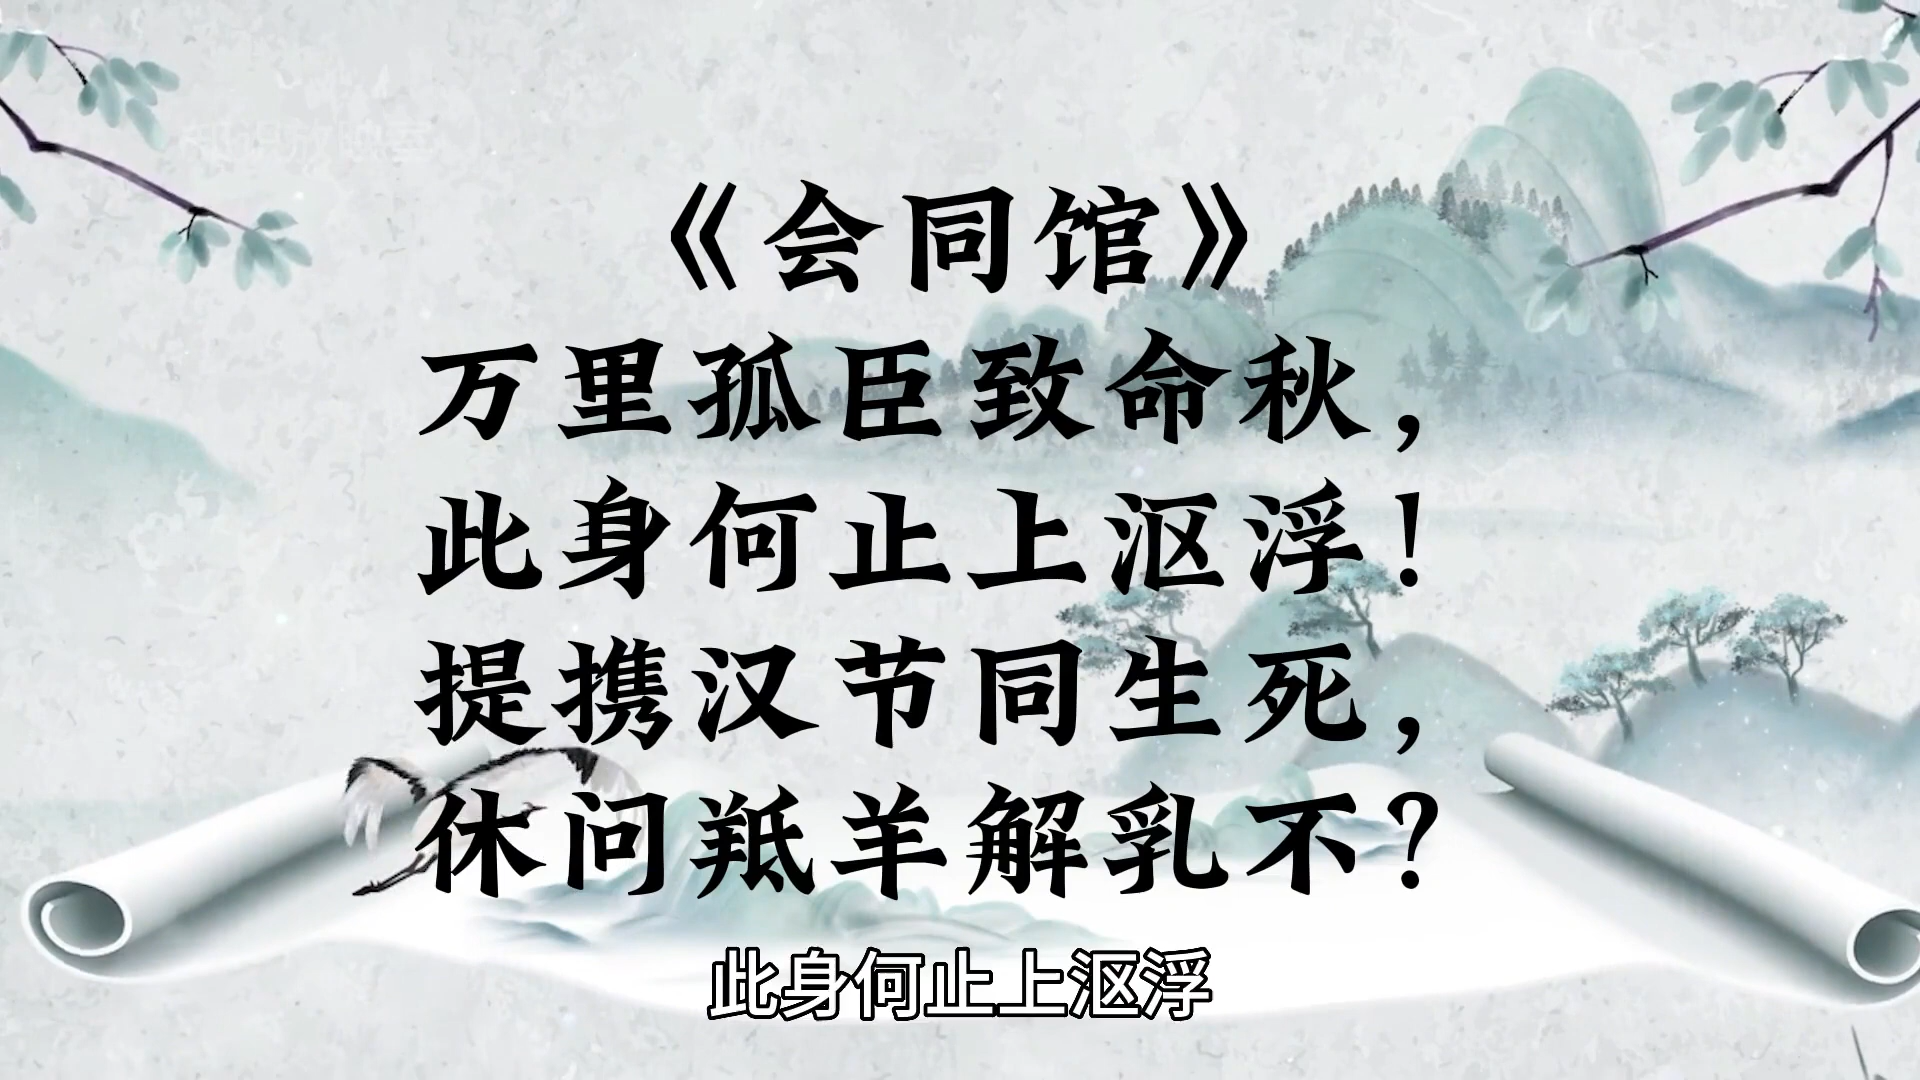 《会同馆》
万里孤臣致命秋，
此身何止上沤浮！
提携汉节同生死，
休问羝羊解乳不？
此身何止上沤浮